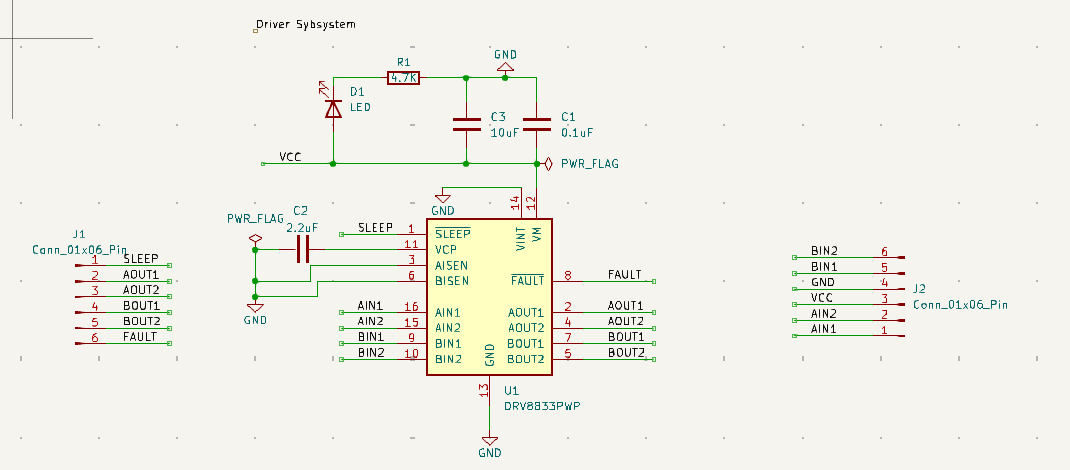 Driver Sybsystem
GND
R1
4.7K
D1
LED
C3
10uF
C1
0.1uF
VCC
PWR_FLAG
GND
14
12
PWR_FLAG
C2
2.2uF
GND
J1
Conn_01x06_Pin
1 SLEEP
2 AOUT1
3 AOUT2
4 BOUT1
5 BOUT2
6 FAULT
SLEEP 1 SLEEP
11 VCP
3 AISEN
6 BISEN
AIN1 16 AIN1
AIN2 15 AIN2
BIN1 9 BIN1
BIN2 10 BIN2
VINT
VM
FAULT 8 FAULT
AOUT1 2 AOUT1
AOUT2 4 AOUT2
BOUT1 7 BOUT1
BOUT2 5 BOUT2
GND
13
U1
DRV8833PWP
GND
BIN2 6
BIN1 5
GND 4
VCC 3
AIN2 2
AIN1 1
J2
Conn_01x06_Pin